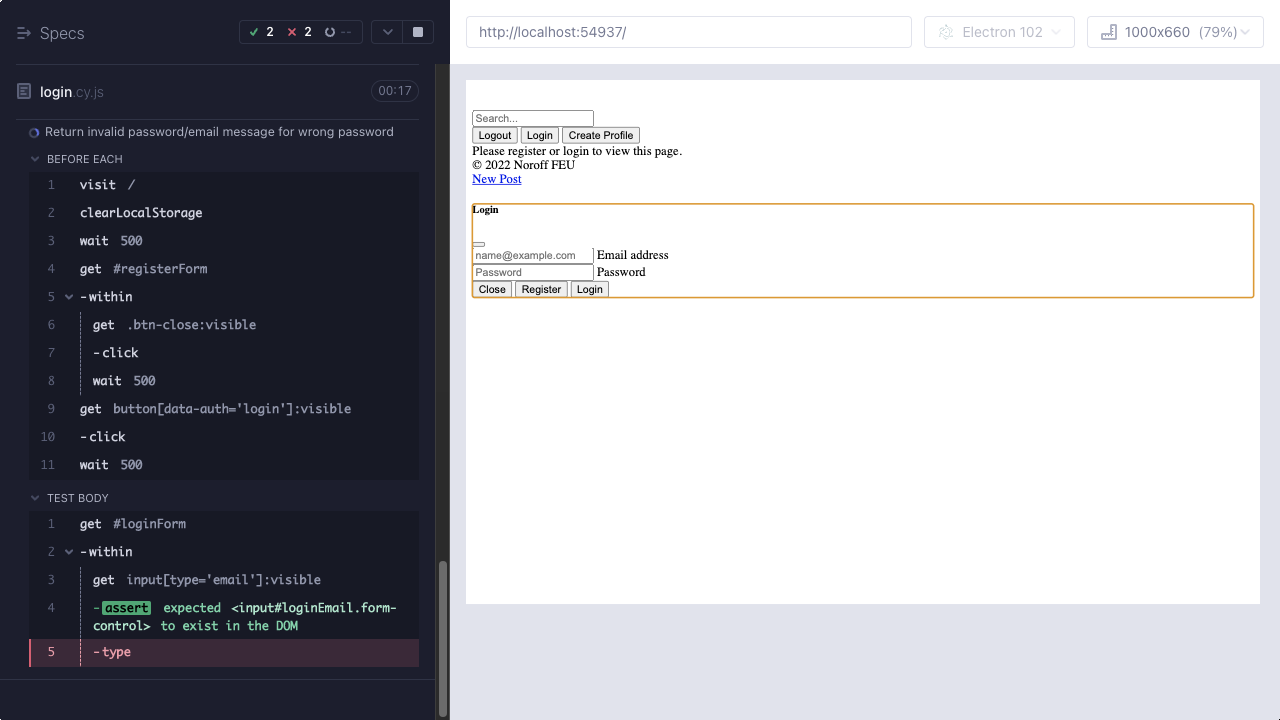 Specs
2
2
--
http://localhost:54937/
Electron 102
1000x660 (79%)
login.cy.js
00:17
Return invalid password/email message for wrong password
BEFORE EACH
1 visit /
2 clearLocalStorage
3 wait 500
4 get #registerForm
5 -within
6 get .btn-close:visible
7 -click
8 wait 500
9 get button[data-auth='login']:visible
10 -click
11 wait 500
TEST BODY
1 get #loginForm
2 -within
3 get input[type='email']:visible
4 -assert expected <input#loginEmail.form-
control> to exist in the DOM
5 -type
Search...
Logout Login Create Profile
Please register or login to view this page.
© 2022 Noroff FEU
New Post
Login
name@example.com Email address
Password Password
Close Register Login